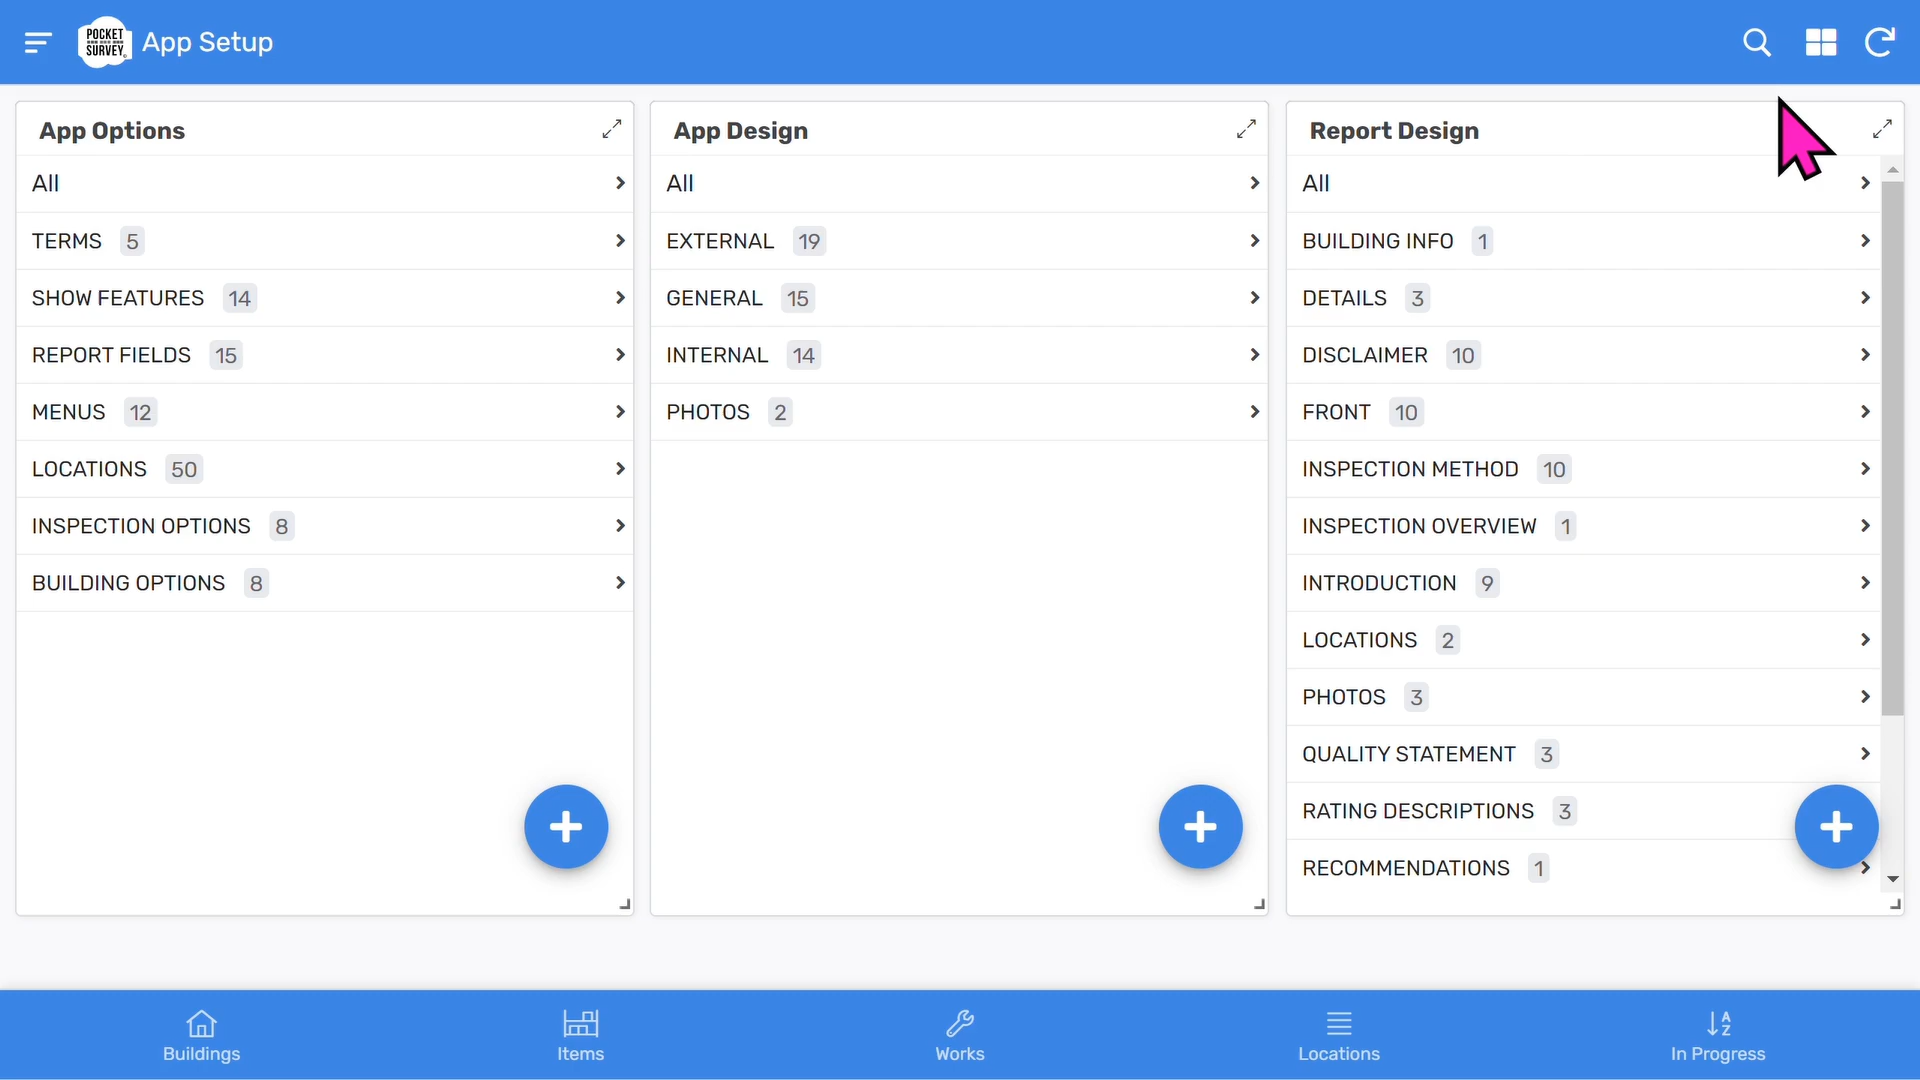 POCKET
SURVEY
App Setup
App Options
All
TERMS 5
SHOW FEATURES 14
REPORT FIELDS 15
MENUS 12
LOCATIONS 50
INSPECTION OPTIONS 8
BUILDING OPTIONS 8
App Design
All
EXTERNAL 19
GENERAL 15
INTERNAL 14
PHOTOS 2
Report Design
All
BUILDING INFO 1
DETAILS 3
DISCLAIMER 10
FRONT 10
INSPECTION METHOD 10
INSPECTION OVERVIEW 1
INTRODUCTION 9
LOCATIONS 2
PHOTOS 3
QUALITY STATEMENT 3
RATING DESCRIPTIONS 3
RECOMMENDATIONS 1
Buildings
Items
Works
Locations
A
Z
In Progress